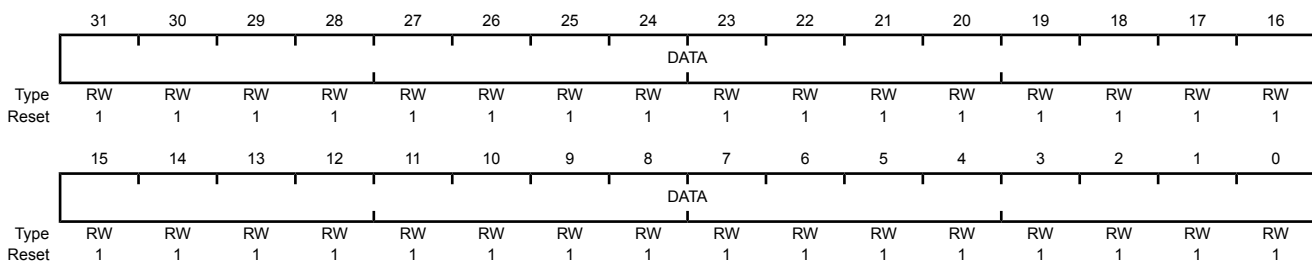 31 30 29 28 27 26 25 24 23 22 21 20 19 18 17 16
DATA
Type RW RW RW RW RW RW RW RW RW RW RW RW RW RW RW RW
Reset 1 1 1 1 1 1 1 1 1 1 1 1 1 1 1 1
15 14 13 12 11 10 9 8 7 6 5 4 3 2 1 0
DATA
Type RW RW RW RW RW RW RW RW RW RW RW RW RW RW RW RW
Reset 1 1 1 1 1 1 1 1 1 1 1 1 1 1 1 1